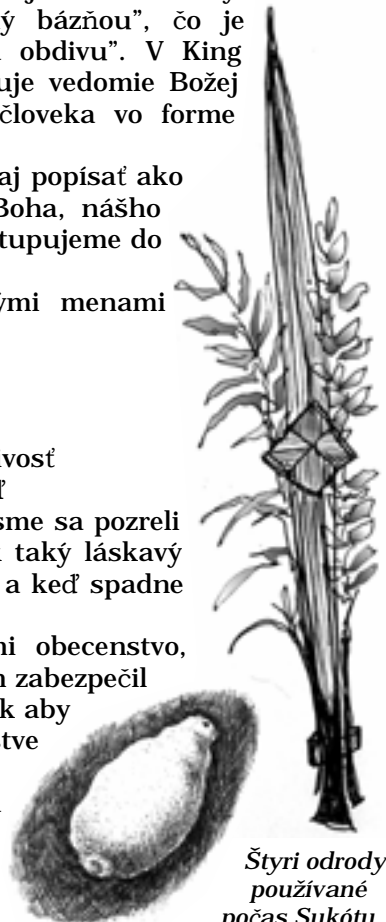 ý bázňou”, čo je
obdivu”. V King
uje vedomie Božej
človeka vo forme
aj popísať ako
Boha, nášho
tupujeme do
ými menami
vosť
sme sa pozreli
taký láskavý
a keď spadne
ni obecenstvo,
zabezpečil
k aby
stve
Štyri odrody
používané
počas Sukótu